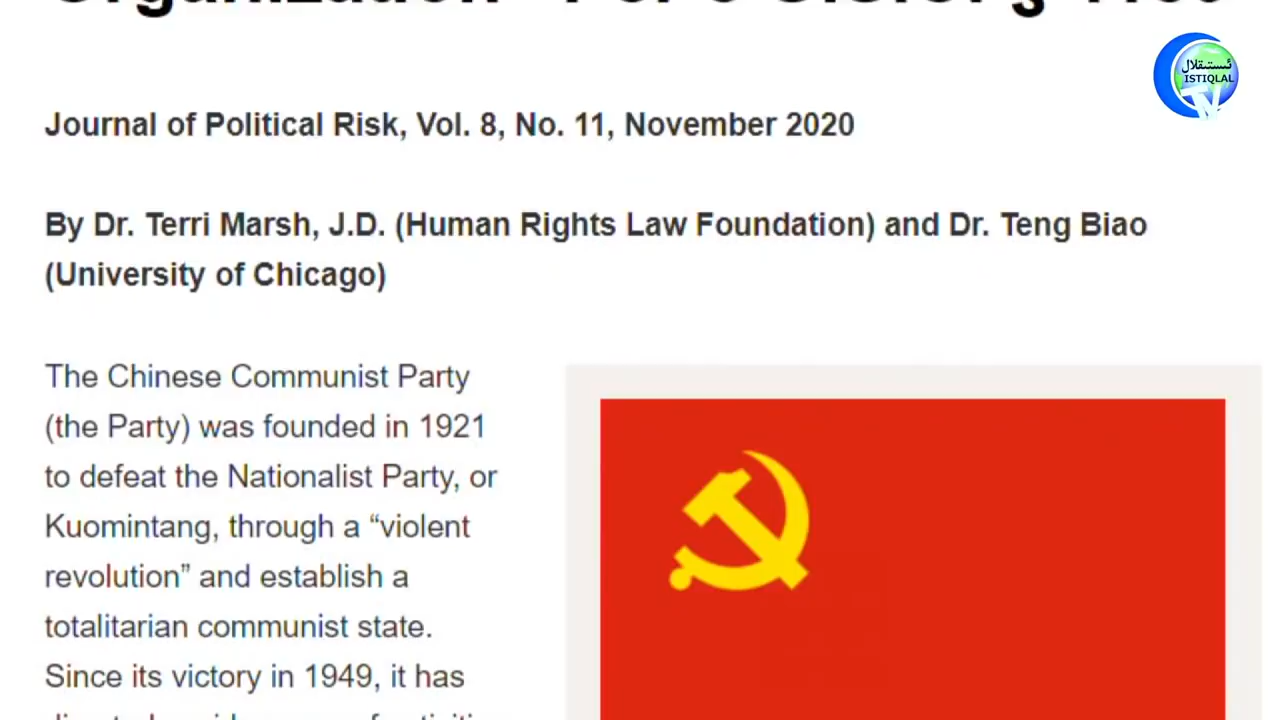 ئىستىقلال
ISTIQLAL
Journal of Political Risk, Vol. 8, No. 11, November 2020
By Dr. Terri Marsh, J.D. (Human Rights Law Foundation) and Dr. Teng Biao
(University of Chicago)
The Chinese Communist Party
(the Party) was founded in 1921
to defeat the Nationalist Party, or
Kuomintang, through a “violent
revolution” and establish a
totalitarian communist state.
Since its victory in 1949, it has